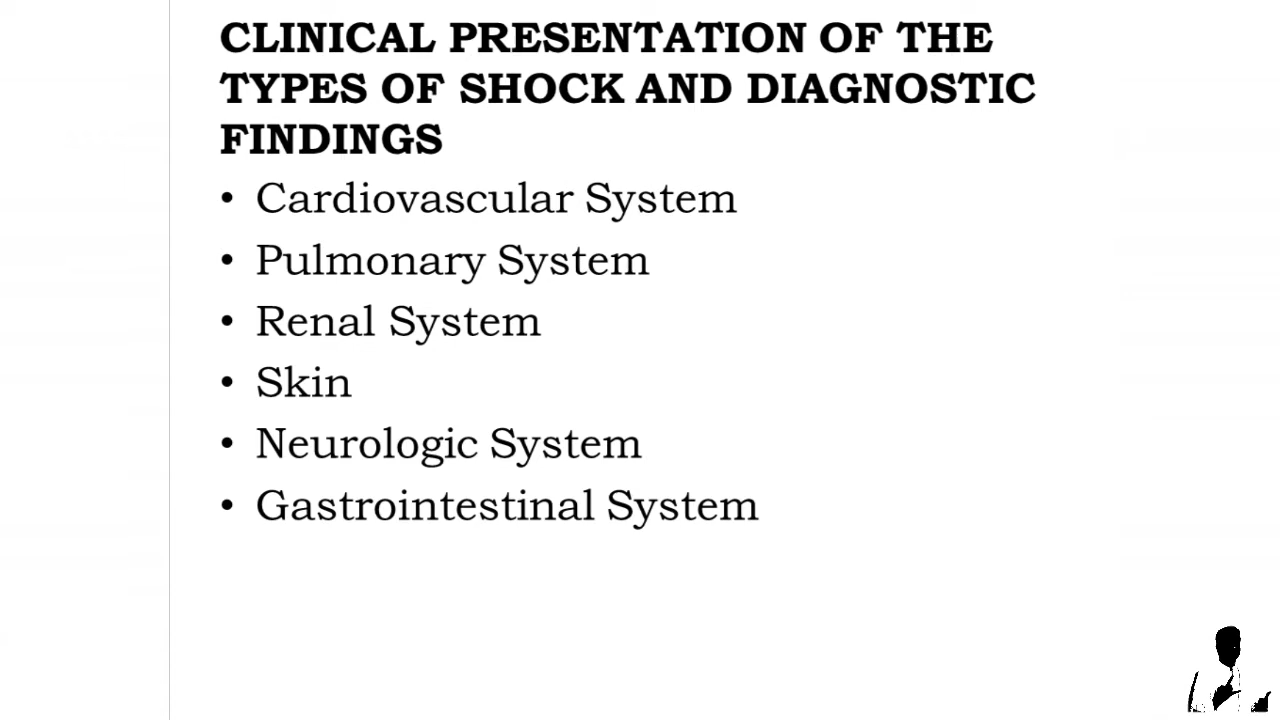 CLINICAL PRESENTATION OF THE
TYPES OF SHOCK AND DIAGNOSTIC
FINDINGS
• Cardiovascular System
• Pulmonary System
• Renal System
• Skin
• Neurologic System
• Gastrointestinal System